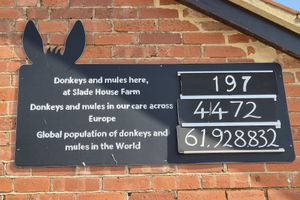 Donkeys and mules here,
at Slade House Farm
197
Donkeys and mules in our care across
Europe
4472
Global population of donkeys and
mules in the World
61.928832